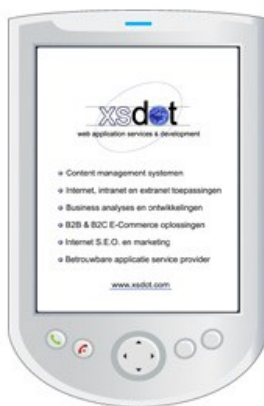 xsdot
web application services & development
Content management systemen
Internet, intranet en extranet toepassingen
Business analyses en ontwikkelingen
B2B & B2C E-Commerce oplossingen
Internet S.E.O. en marketing
Betrouwbare applicatie service provider
www.xsdot.com